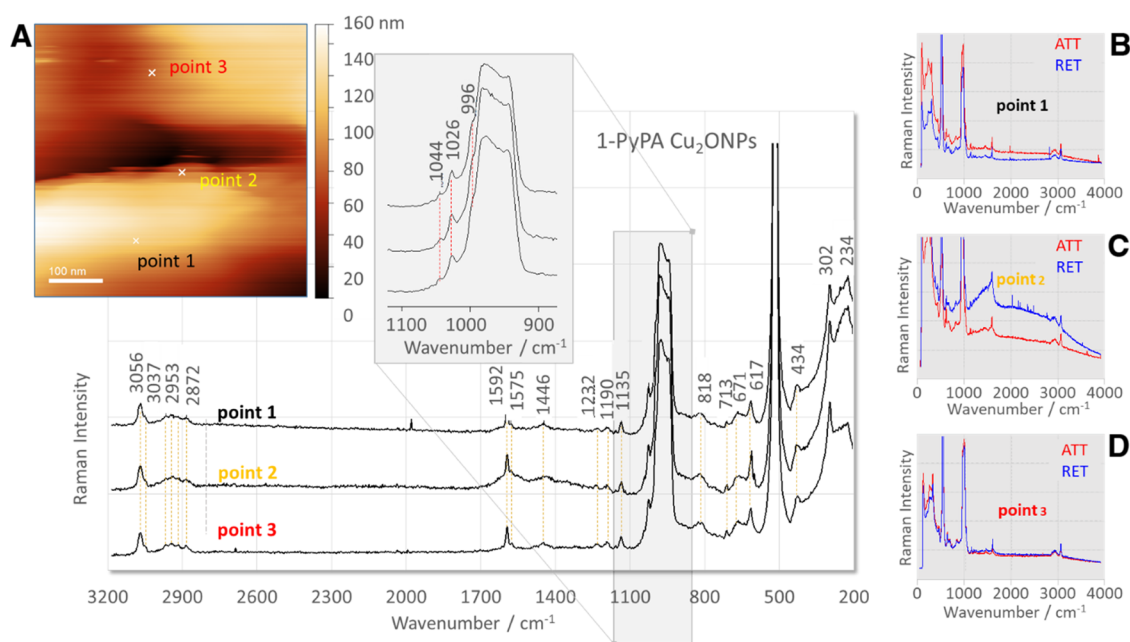 A
160 nm
140
120
100
80
60
40
20
0
point 3
point 2
point 1
100 nm
1044
1026
996
1100 1000 900
Wavenumber / cm-1
1-PyPA Cu2ONPs
302
234
3056
3037
2953
2872
1592
1575
1446
1232
1190
1135
818
713
671
617
434
point 1
point 2
point 3
Raman Intensity
3200 2900 2600 2300 2000 1700 1400 1100 800 500 200
Wavenumber / cm-1
B
ATT
RET
point 1
Raman Intensity
0 1000 2000 3000 4000
Wavenumber / cm-1
C
ATT
RET
point 2
Raman Intensity
0 1000 2000 3000 4000
Wavenumber / cm-1
D
ATT
RET
point 3
Raman Intensity
0 1000 2000 3000 4000
Wavenumber / cm-1